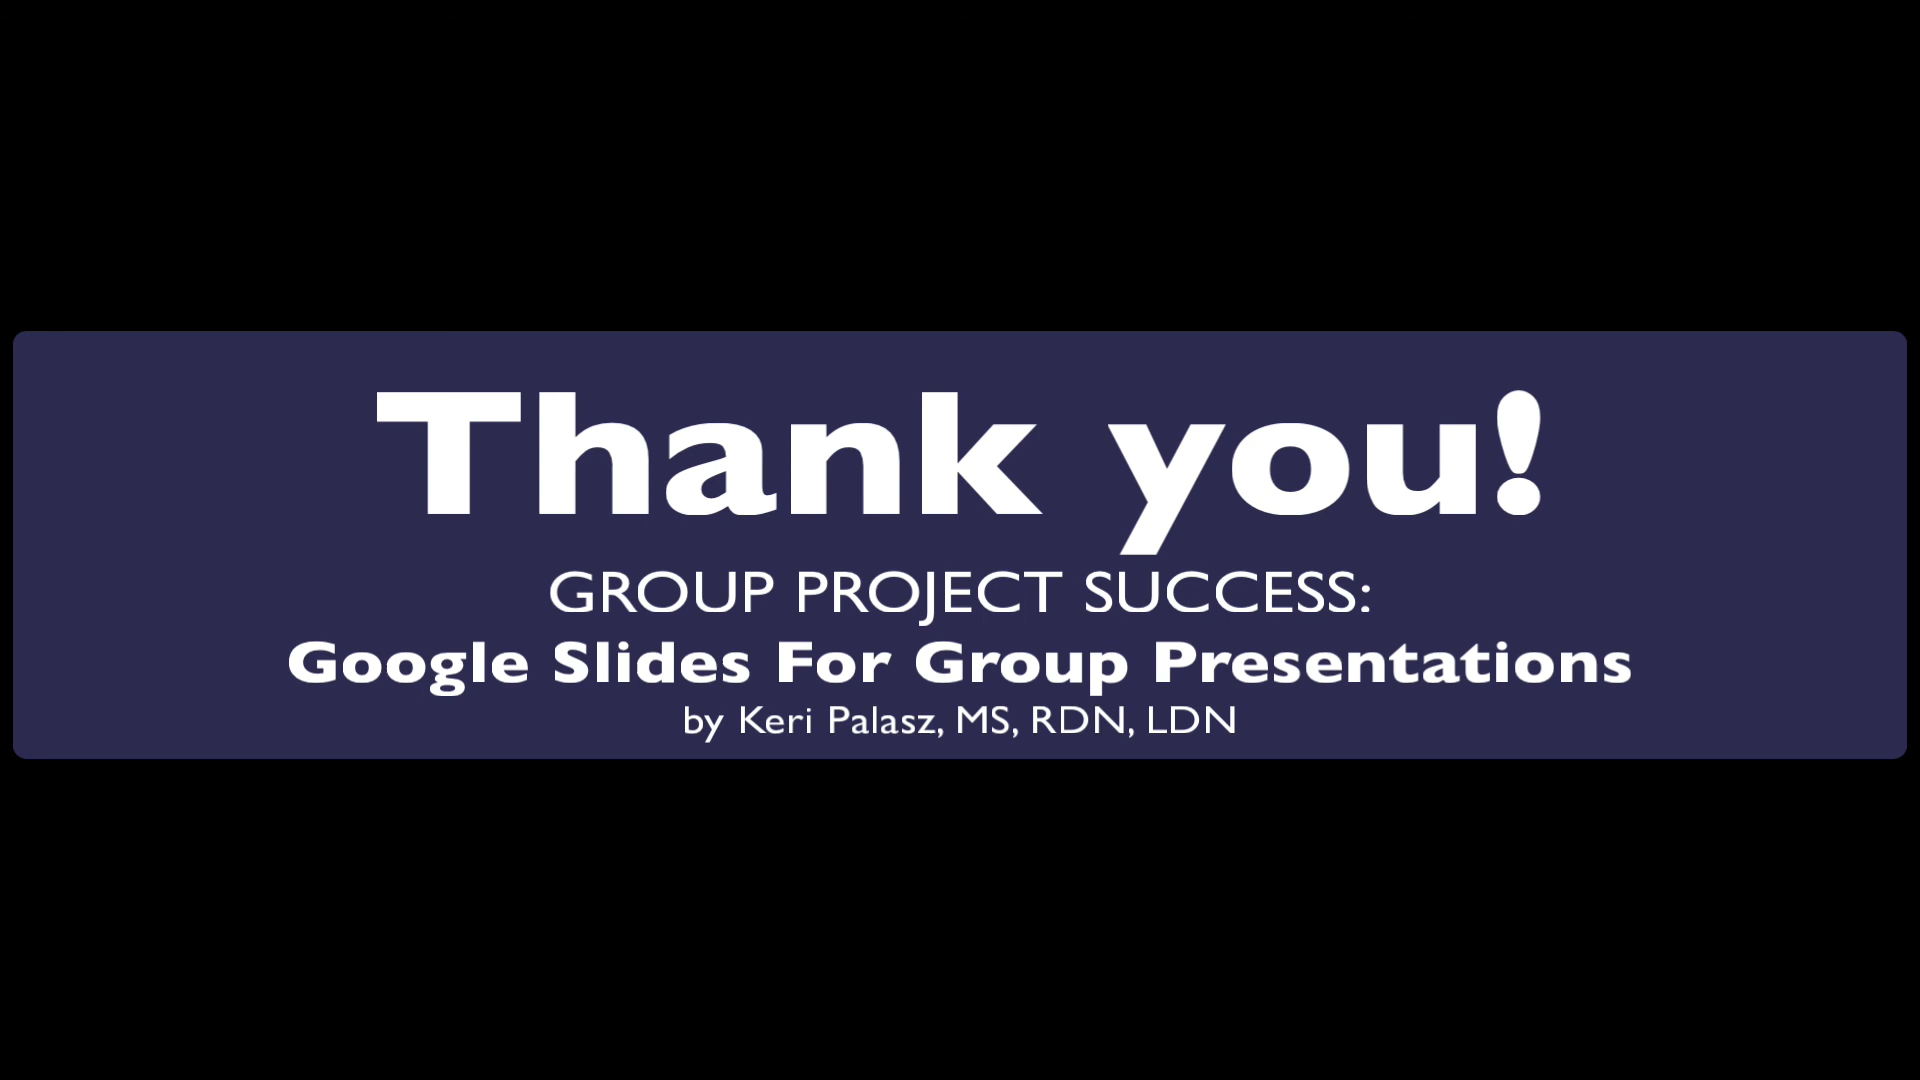 Thank you!
GROUP PROJECT SUCCESS:
Google Slides For Group Presentations
by Keri Palasz, MS, RDN, LDN